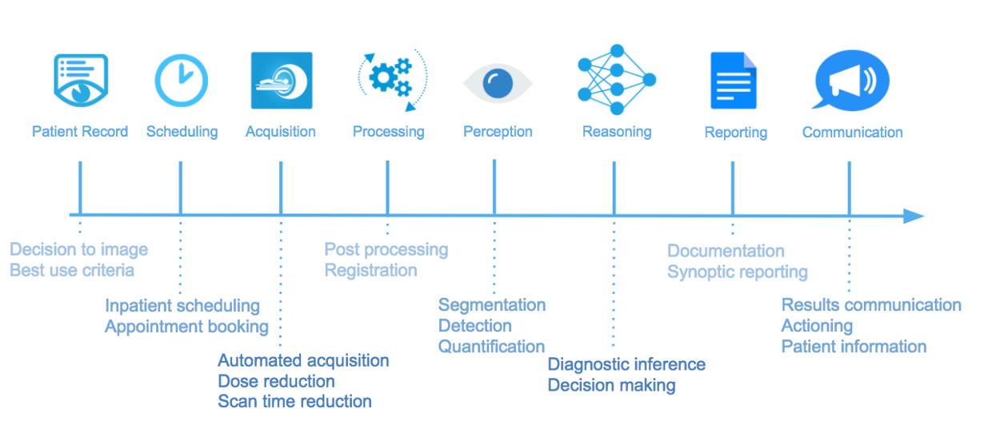 Patient Record
Scheduling
Acquisition
Processing
Perception
Reasoning
Reporting
Communication
Decision to image
Best use criteria
Inpatient scheduling
Appointment booking
Automated acquisition
Dose reduction
Scan time reduction
Post processing
Registration
Segmentation
Detection
Quantification
Diagnostic inference
Decision making
Documentation
Synoptic reporting
Results communication
Actioning
Patient information